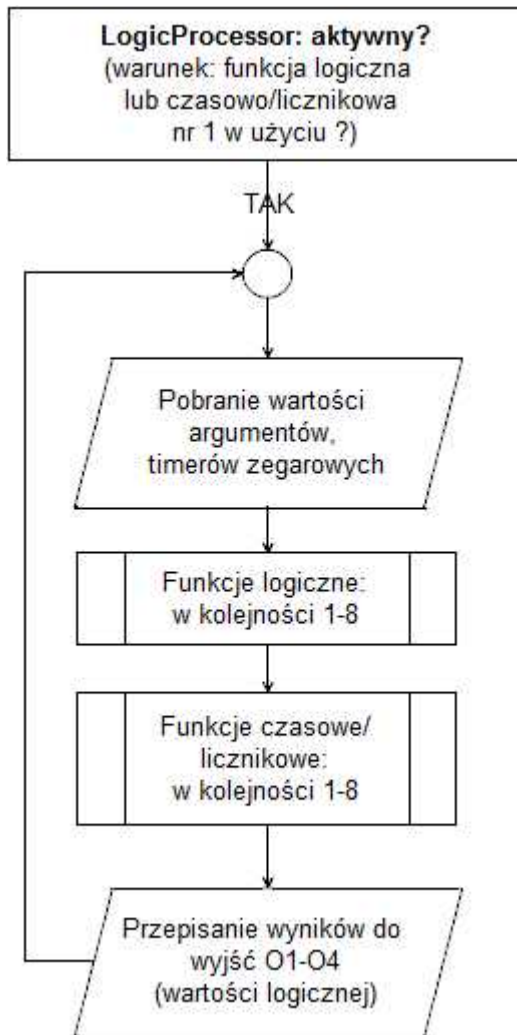 LogicProcessor: aktywny?
(warunek: funkcja logiczna
lub czasowo/licznikowa
nr 1 w użyciu ?)
TAK
Pobranie wartości
argumentów,
timerów zegarowych
Funkcje logiczne:
w kolejności 1-8
Funkcje czasowe/
licznikowe:
w kolejności 1-8
Przepisanie wyników do
wyjść O1-O4
(wartości logicznej)